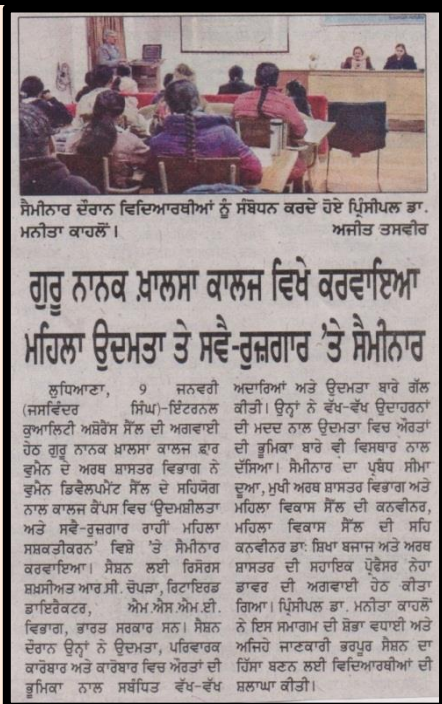 ਸੈਮੀਨਾਰ ਦੌਰਾਨ ਵਿਦਿਆਰਥੀਆਂ ਨੂੰ ਸੰਬੋਧਨ ਕਰਦੇ ਹੋਏ ਪ੍ਰਿੰਸੀਪਲ ਡਾ.
ਮਨੀਤਾ ਕਾਹਲੋਂ। ਅਜੀਤ ਤਸਵੀਰ
ਗੁਰੂ ਨਾਨਕ ਖ਼ਾਲਸਾ ਕਾਲਜ ਵਿਖੇ ਕਰਵਾਇਆ
ਮਹਿਲਾ ਉਦਮਤਾ ਤੇ ਸਵੈ-ਰੁਜ਼ਗਾਰ 'ਤੇ ਸੈਮੀਨਾਰ
ਲੁਧਿਆਣਾ, 9 ਜਨਵਰੀ
(ਜਸਵਿੰਦਰ ਸਿੰਘ)-ਇੰਟਰਨਲ
ਕੁਆਲਿਟੀ ਅਸ਼ੋਰੈਂਸ ਸੈੱਲ ਦੀ ਅਗਵਾਈ
ਹੇਠ ਗੁਰੂ ਨਾਨਕ ਖ਼ਾਲਸਾ ਕਾਲਜ ਫ਼ਾਰ
ਵੁਮੈਨ ਦੇ ਅਰਥ ਸ਼ਾਸਤਰ ਵਿਭਾਗ ਨੇ
ਵੁਮੈਨ ਡਿਵੈਲਪਮੈਂਟ ਸੈੱਲ ਦੇ ਸਹਿਯੋਗ
ਨਾਲ ਕਾਲਜ ਕੈਂਪਸ ਵਿਚ 'ਉਦਮਸ਼ੀਲਤਾ
ਅਤੇ ਸਵੈ-ਰੁਜ਼ਗਾਰ ਰਾਹੀਂ ਮਹਿਲਾ
ਸਸ਼ਕਤੀਕਰਨ' ਵਿਸ਼ੇ 'ਤੇ ਸੈਮੀਨਾਰ
ਕਰਵਾਇਆ। ਸੈਸ਼ਨ ਲਈ ਰਿਸੋਰਸ
ਸ਼ਖ਼ਸੀਅਤ ਆਰ.ਸੀ. ਚੋਪੜਾ, ਰਿਟਾਇਰਡ
ਡਾਇਰੈਕਟਰ, ਐਮ.ਐਸ.ਐਮ.ਈ.
ਵਿਭਾਗ, ਭਾਰਤ ਸਰਕਾਰ ਸਨ। ਸੈਸ਼ਨ
ਦੌਰਾਨ ਉਨ੍ਹਾਂ ਨੇ ਉਦਮਤਾ, ਪਰਿਵਾਰਕ
ਕਾਰੋਬਾਰ ਅਤੇ ਕਾਰੋਬਾਰ ਵਿਚ ਔਰਤਾਂ ਦੀ
ਭੂਮਿਕਾ ਨਾਲ ਸਬੰਧਿਤ ਵੱਖ-ਵੱਖ
ਅਦਾਰਿਆਂ ਅਤੇ ਉਦਮਤਾ ਬਾਰੇ ਗੱਲ
ਕੀਤੀ। ਉਨ੍ਹਾਂ ਨੇ ਵੱਖ-ਵੱਖ ਉਦਾਹਰਨਾਂ
ਦੀ ਮਦਦ ਨਾਲ ਉਦਮਤਾ ਵਿਚ ਔਰਤਾਂ
ਦੀ ਭੂਮਿਕਾ ਬਾਰੇ ਵੀ ਵਿਸਥਾਰ ਨਾਲ
ਦੱਸਿਆ। ਸੈਮੀਨਾਰ ਦਾ ਪ੍ਰਬੰਧ ਸੀਮਾ
ਦੂਆ, ਮੁਖੀ ਅਰਥ ਸ਼ਾਸਤਰ ਵਿਭਾਗ ਅਤੇ
ਮਹਿਲਾ ਵਿਕਾਸ ਸੈੱਲ ਦੀ ਕਨਵੀਨਰ,
ਮਹਿਲਾ ਵਿਕਾਸ ਸੈੱਲ ਦੀ ਸਹਿ
ਕਨਵੀਨਰ ਡਾ: ਸ਼ਿਖਾ ਬਜਾਜ ਅਤੇ ਅਰਥ
ਸ਼ਾਸਤਰ ਦੀ ਸਹਾਇਕ ਪ੍ਰੋਫੈਸਰ ਨੇਹਾ
ਡਾਵਰ ਦੀ ਅਗਵਾਈ ਹੇਠ ਕੀਤਾ
ਗਿਆ। ਪ੍ਰਿੰਸੀਪਲ ਡਾ. ਮਨੀਤਾ ਕਾਹਲੋਂ
ਨੇ ਇਸ ਸਮਾਗਮ ਦੀ ਸ਼ੋਭਾ ਵਧਾਈ ਅਤੇ
ਅਜਿਹੇ ਜਾਣਕਾਰੀ ਭਰਪੂਰ ਸੈਸ਼ਨ ਦਾ
ਹਿੱਸਾ ਬਣਨ ਲਈ ਵਿਦਿਆਰਥੀਆਂ ਦੀ
ਸ਼ਲਾਘਾ ਕੀਤੀ।